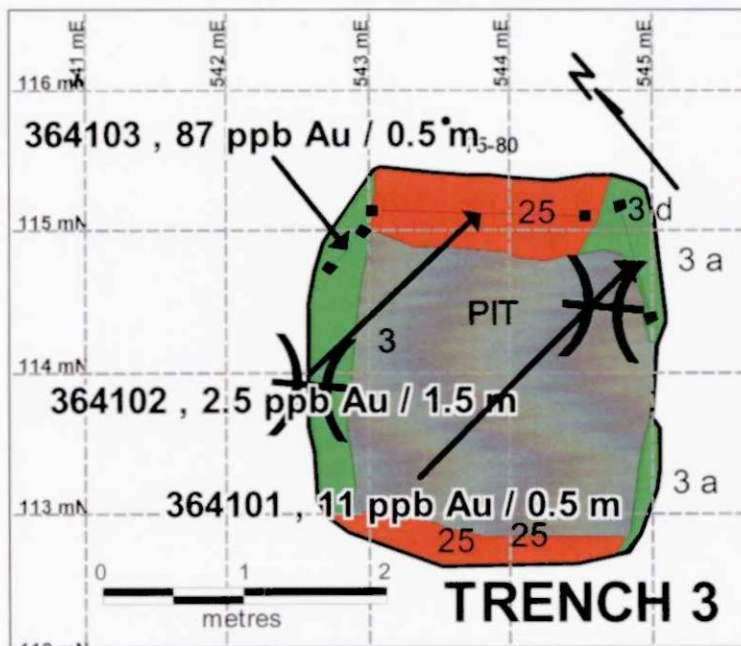 541 mE
542 mE
543 mE
544 mE
545 mE
116 mN
N
364103 , 87 ppb Au / 0.5 m
75-80
115 mN
25
3 d
3 a
PIT
3
114 mN
364102 , 2.5 ppb Au / 1.5 m
3 a
113 mN
364101 , 11 ppb Au / 0.5 m
25
25
0
1
2
metres
TRENCH 3